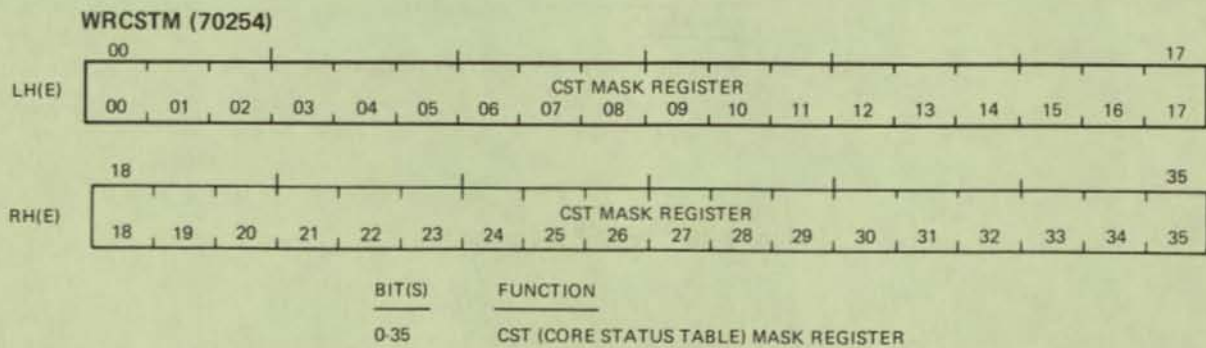 WRCSTM (70254)
00 17
LH(E) CST MASK REGISTER
00 01 02 03 04 05 06 07 08 09 10 11 12 13 14 15 16 17
18 35
RH(E) CST MASK REGISTER
18 19 20 21 22 23 24 25 26 27 28 29 30 31 32 33 34 35
BIT(S) FUNCTION
0-35 CST (CORE STATUS TABLE) MASK REGISTER